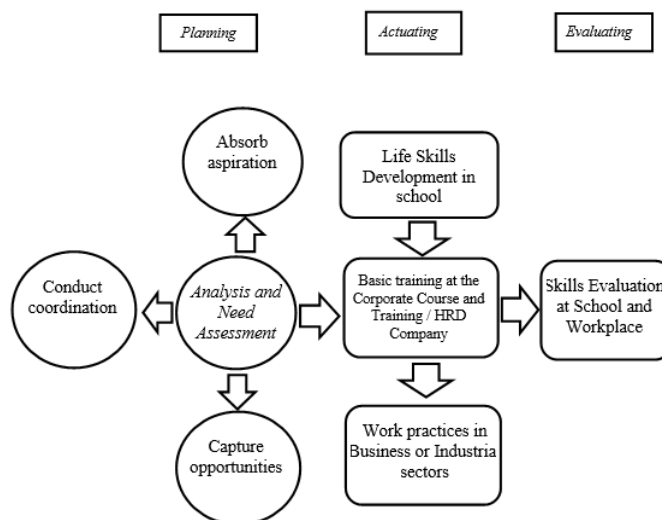 Planning
Actuating
Evaluating
Absorb
aspiration
Life Skills
Development in
school
Conduct
coordination
Analysis and
Need
Assessment
Basic training at the
Corporate Course and
Training / HRD
Company
Skills Evaluation
at School and
Workplace
Capture
opportunities
Work practices in
Business or Industria
sectors